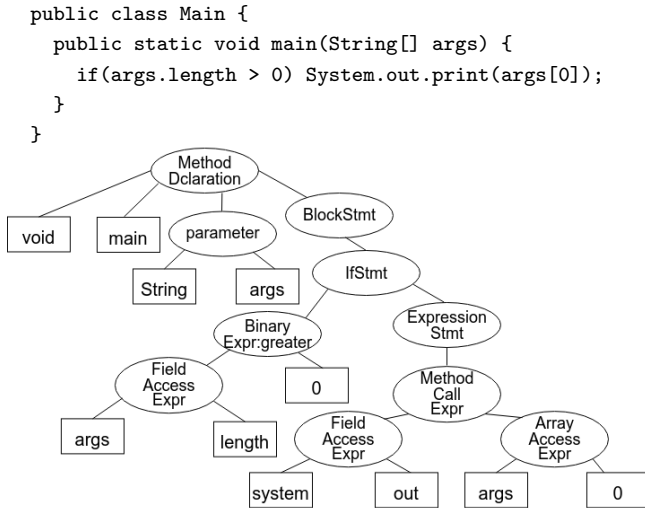 public class Main {
public static void main(String[] args) {
if(args.length > 0) System.out.print(args[0]);
}
}
Method
Dclaration
BlockStmt
void
main
parameter
IfStmt
String
args
Expression
Stmt
Binary
Expr:greater
Field
Access
Expr
0
Method
Call
Expr
args
length
Field
Access
Expr
Array
Access
Expr
system
out
args
0